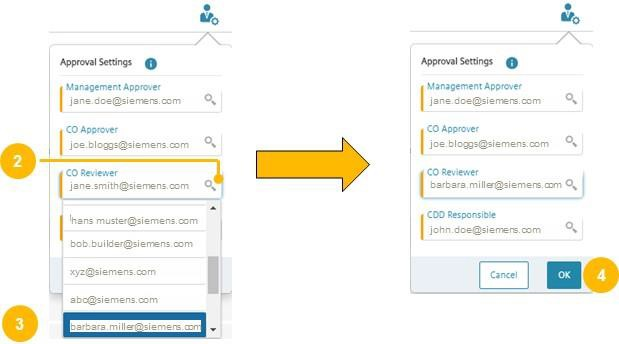 Approval Settings
Management Approver
jane.doe@siemens.com
CO Approver
joe.bloggs@siemens.com
2
CO Reviewer
jane.smith@siemens.com
hans muster@siemens.com
bob.builder@siemens.com
xyz@siemens.com
abc@siemens.com
3
barbara.miller@siemens.com
Approval Settings
Management Approver
jane.doe@siemens.com
CO Approver
joe.bloggs@siemens.com
CO Reviewer
barbara.miller@siemens.com
CDD Responsible
john.doe@siemens.com
Cancel
OK
4